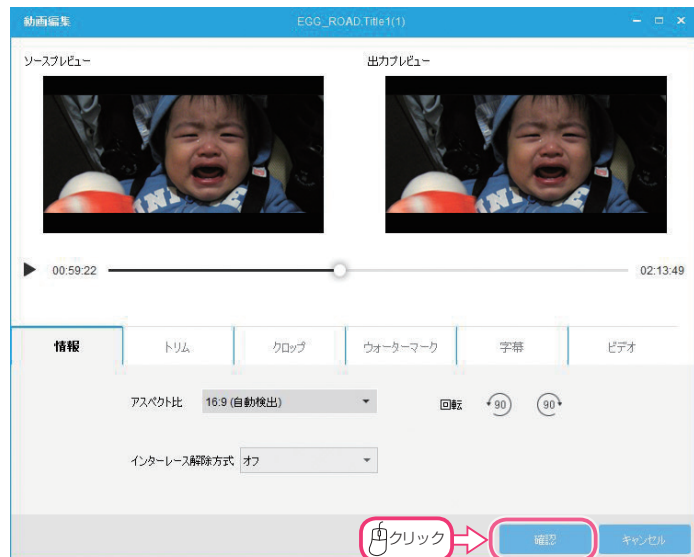 動画編集 EGG_ROAD.Title1(1)
ソースプレビュー 出力プレビュー
00:59:22 02:13:49
情報 トリム クロップ ウォーターマーク 字幕 ビデオ
アスペクト比 16:9 (自動検出) 回転 90 90
インターレース解除方式 オフ
クリック 確認 キャンセル